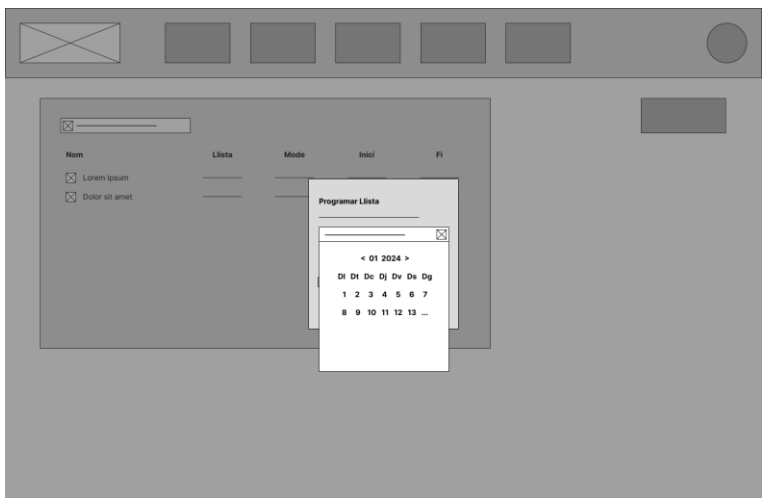 Nom Llista Mode Inici Fi
Lorem ipsum
Dolor sit amet
Programar Llista
< 01 2024 >
Dl Dt Dc Dj Dv Ds Dg
1 2 3 4 5 6 7
8 9 10 11 12 13 ...